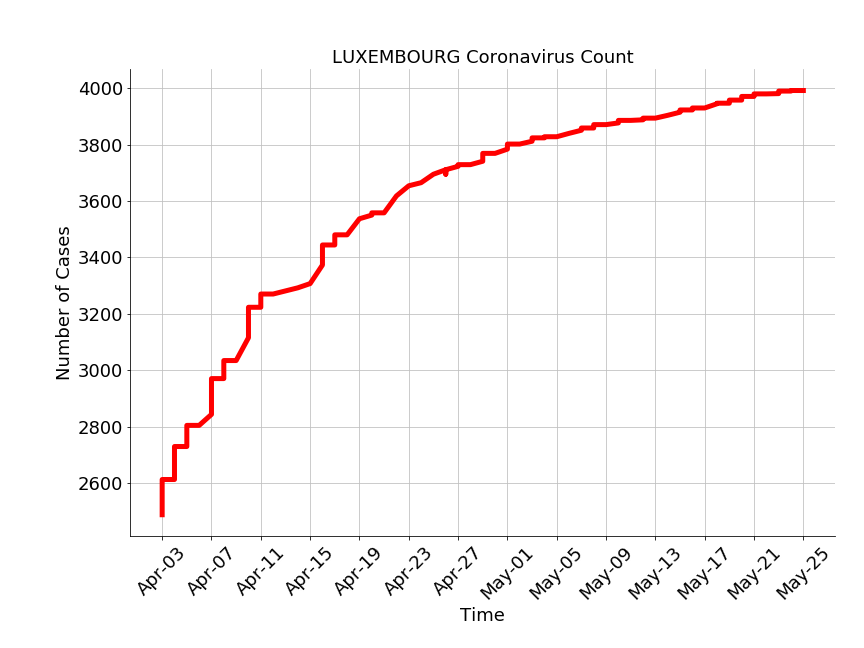 LUXEMBOURG Coronavirus Count
Number of Cases
4000
3800
3600
3400
3200
3000
2800
2600
Apr-03
Apr-07
Apr-11
Apr-15
Apr-19
Apr-23
Apr-27
May-01
May-05
May-09
May-13
May-17
May-21
May-25
Time